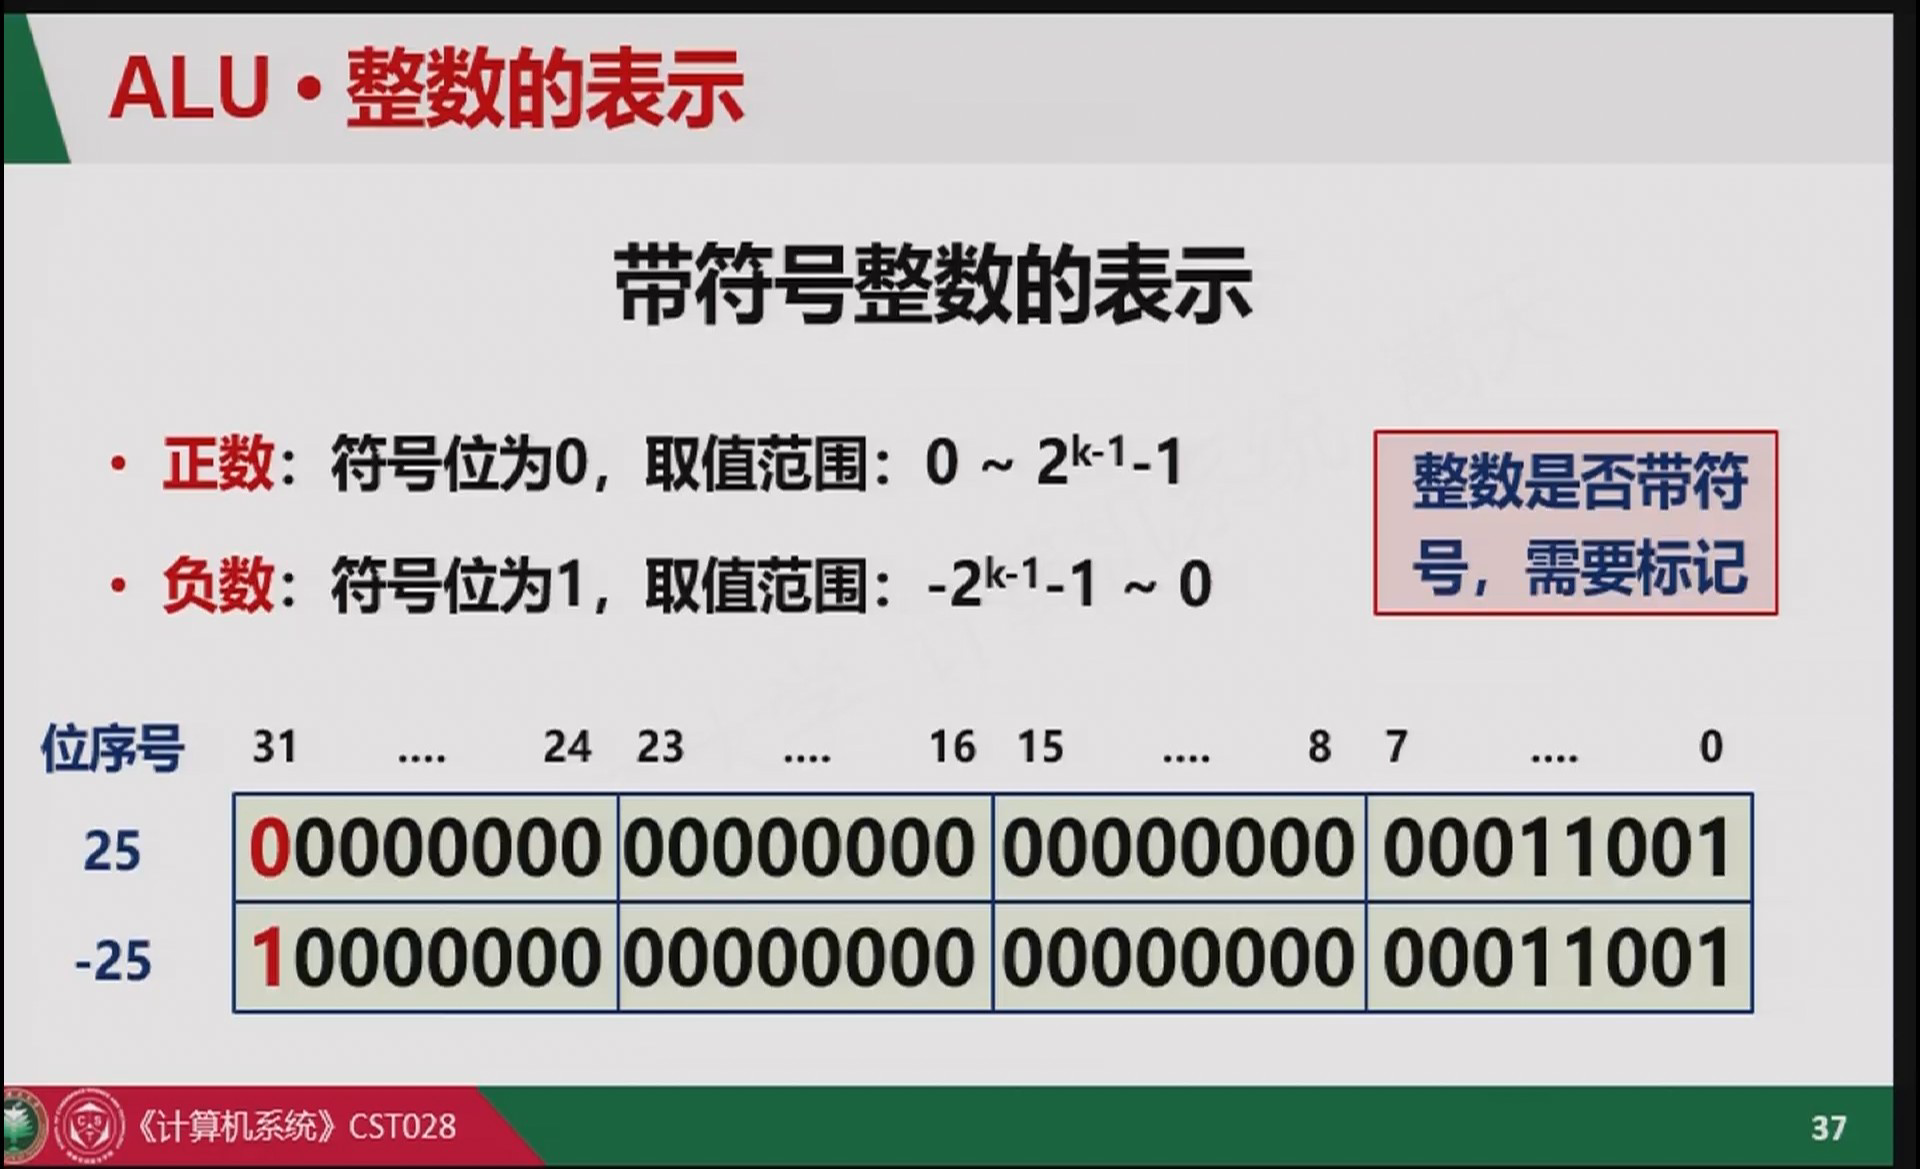 ALU·整数的表示
带符号整数的表示
• 正数：符号位为0，取值范围：0 ~ 2ᵏ⁻¹-1
• 负数：符号位为1，取值范围：-2ᵏ⁻¹-1 ~ 0
整数是否带符
号，需要标记
位序号 31 .... 24 23 .... 16 15 .... 8 7 .... 0
25 00000000 00000000 00000000 00011001
-25 10000000 00000000 00000000 00011001
《计算机系统》CST028
37